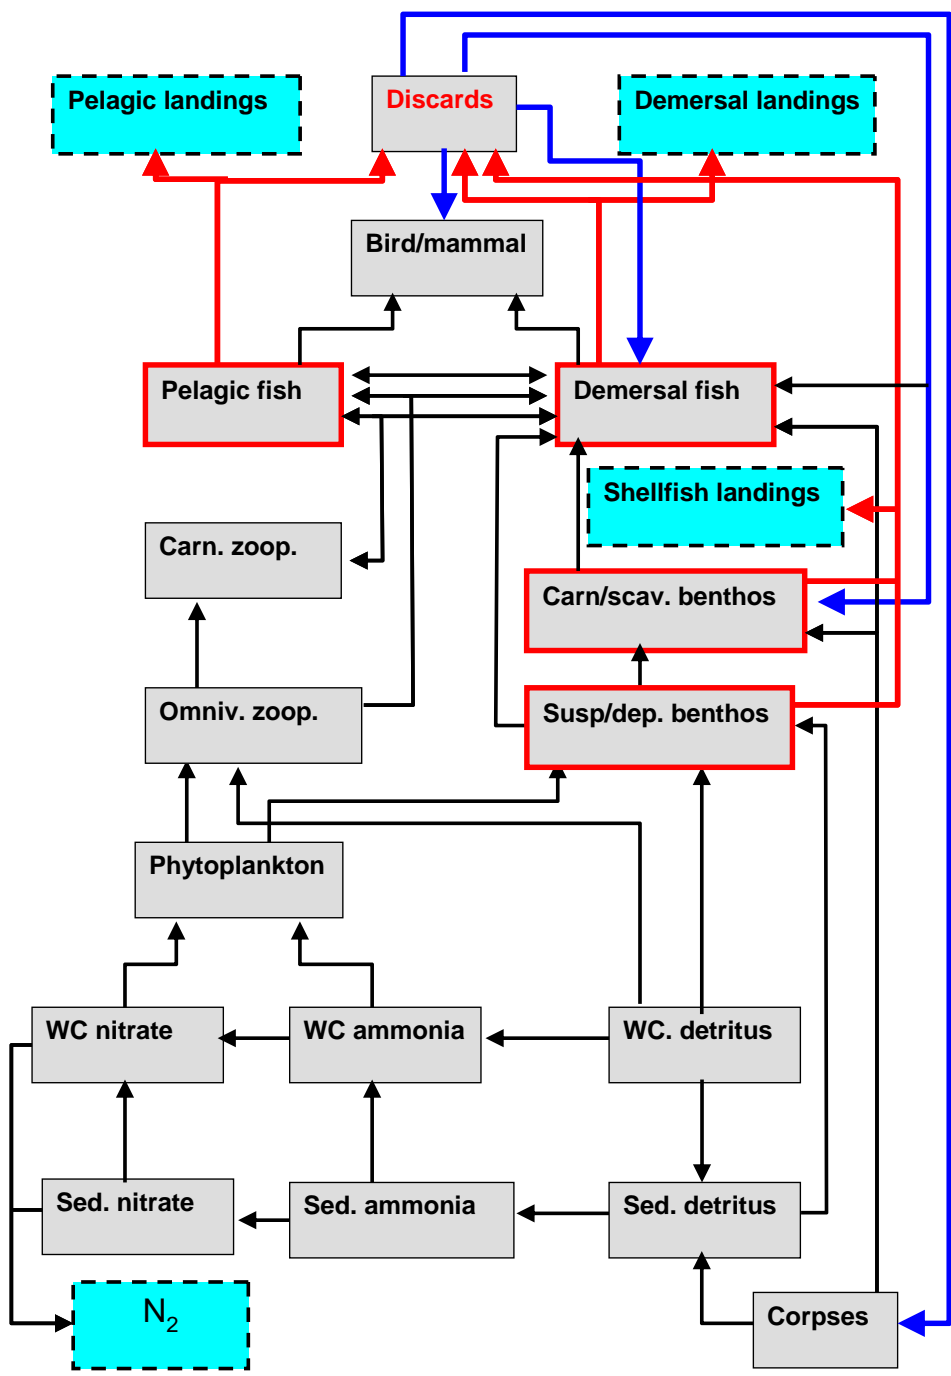 Pelagic landings
Discards
Demersal landings
Bird/mammal
Pelagic fish
Demersal fish
Shellfish landings
Carn. zoop.
Carn/scav. benthos
Omniv. zoop.
Susp/dep. benthos
Phytoplankton
WC nitrate
WC ammonia
WC. detritus
Sed. nitrate
Sed. ammonia
Sed. detritus
N2
Corpses